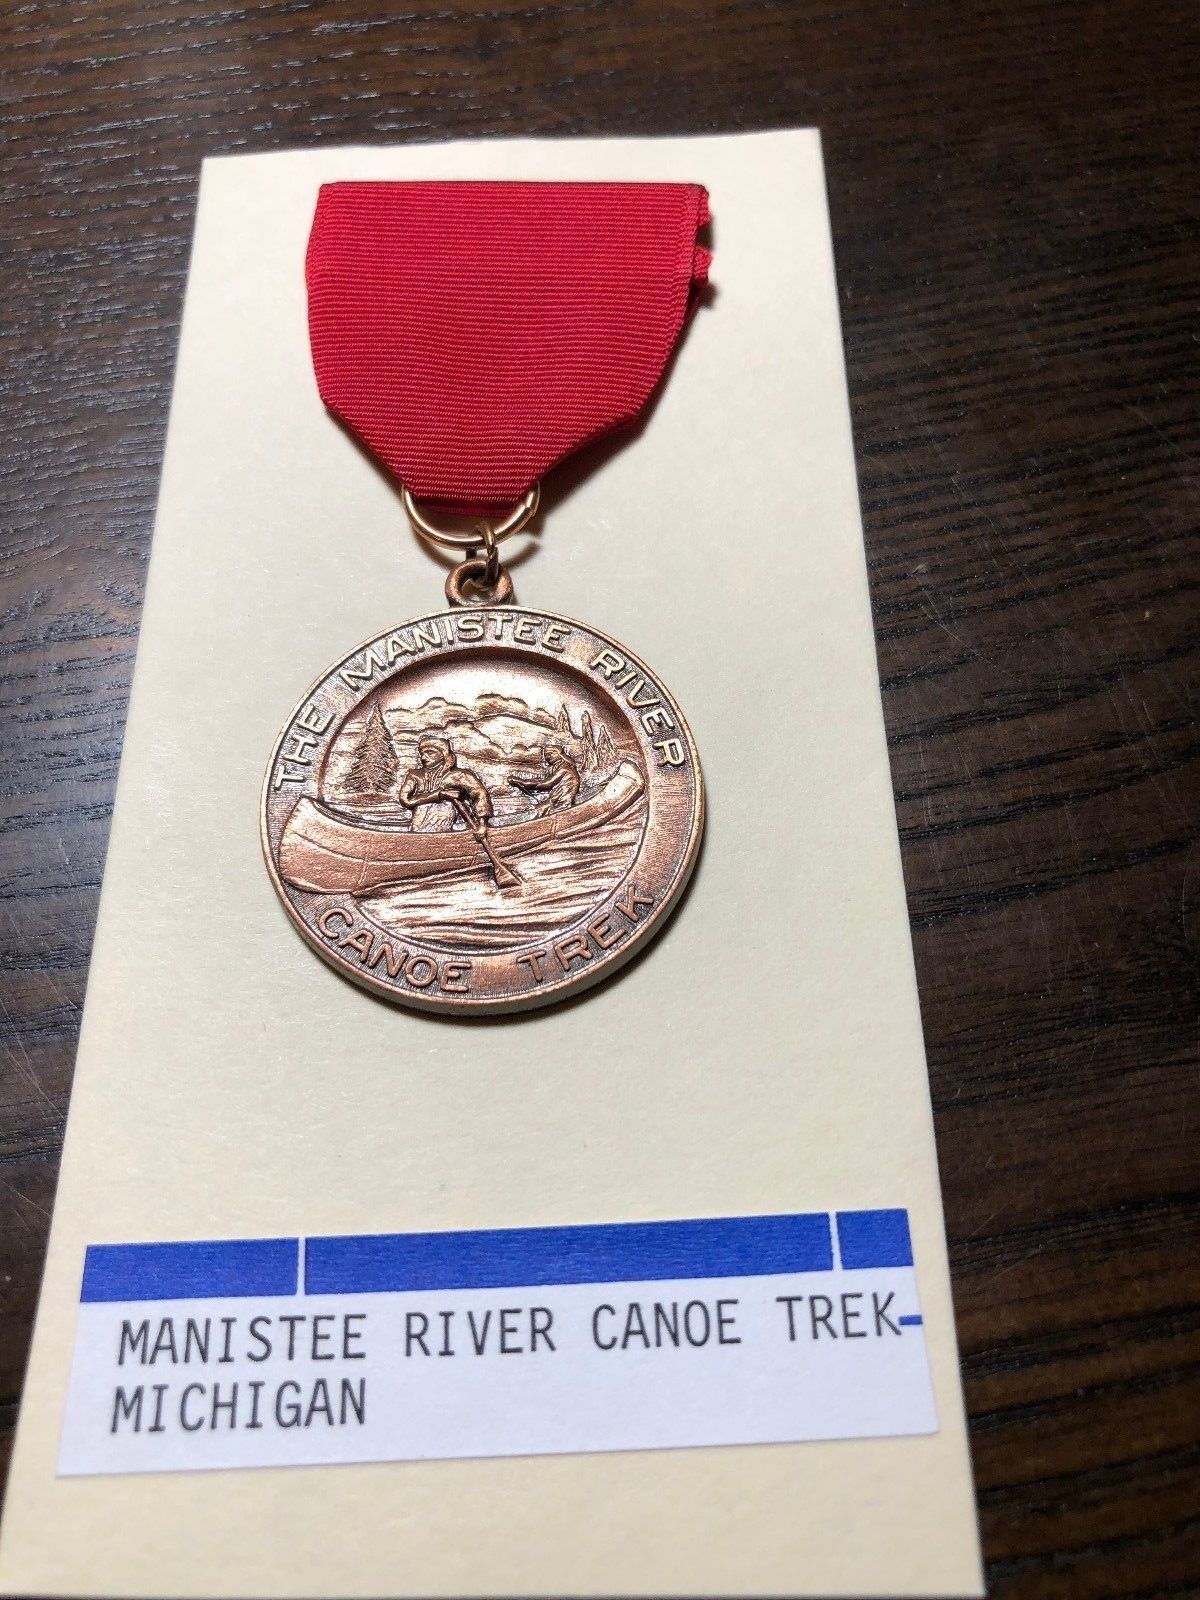 THE MANISTEE RIVER
CANOE TREK
MANISTEE RIVER CANOE TREK-
MICHIGAN